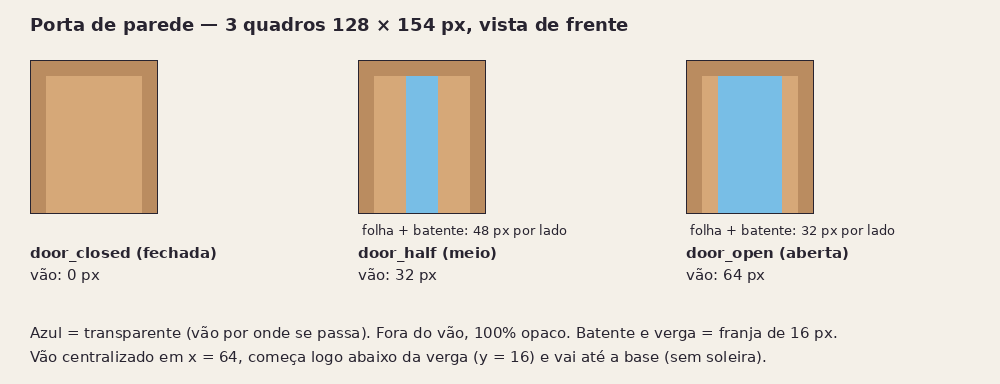 Porta de parede — 3 quadros 128 × 154 px, vista de frente
folha + batente: 48 px por lado
folha + batente: 32 px por lado
door_closed (fechada)
door_half (meio)
door_open (aberta)
vão: 0 px
vão: 32 px
vão: 64 px
Azul = transparente (vão por onde se passa). Fora do vão, 100% opaco. Batente e verga = franja de 16 px.
Vão centralizado em x = 64, começa logo abaixo da verga (y = 16) e vai até a base (sem soleira).